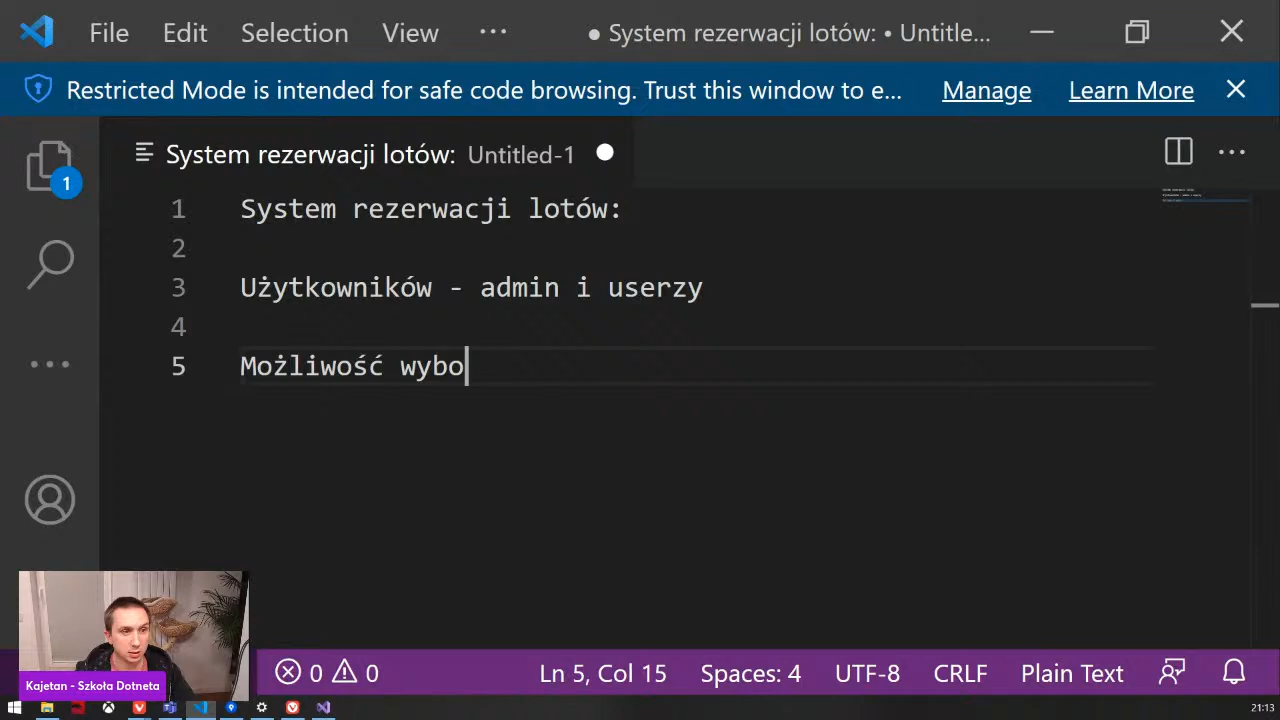 File Edit Selection View ··· ● System rezerwacji lotów: • Untitle...
Restricted Mode is intended for safe code browsing. Trust this window to e... Manage Learn More
System rezerwacji lotów: Untitled-1
1
1 System rezerwacji lotów:
2
3 Użytkowników - admin i userzy
4
5 Możliwość wybo
Kajetan - Szkoła Dotneta
0 0 Ln 5, Col 15 Spaces: 4 UTF-8 CRLF Plain Text
21:13